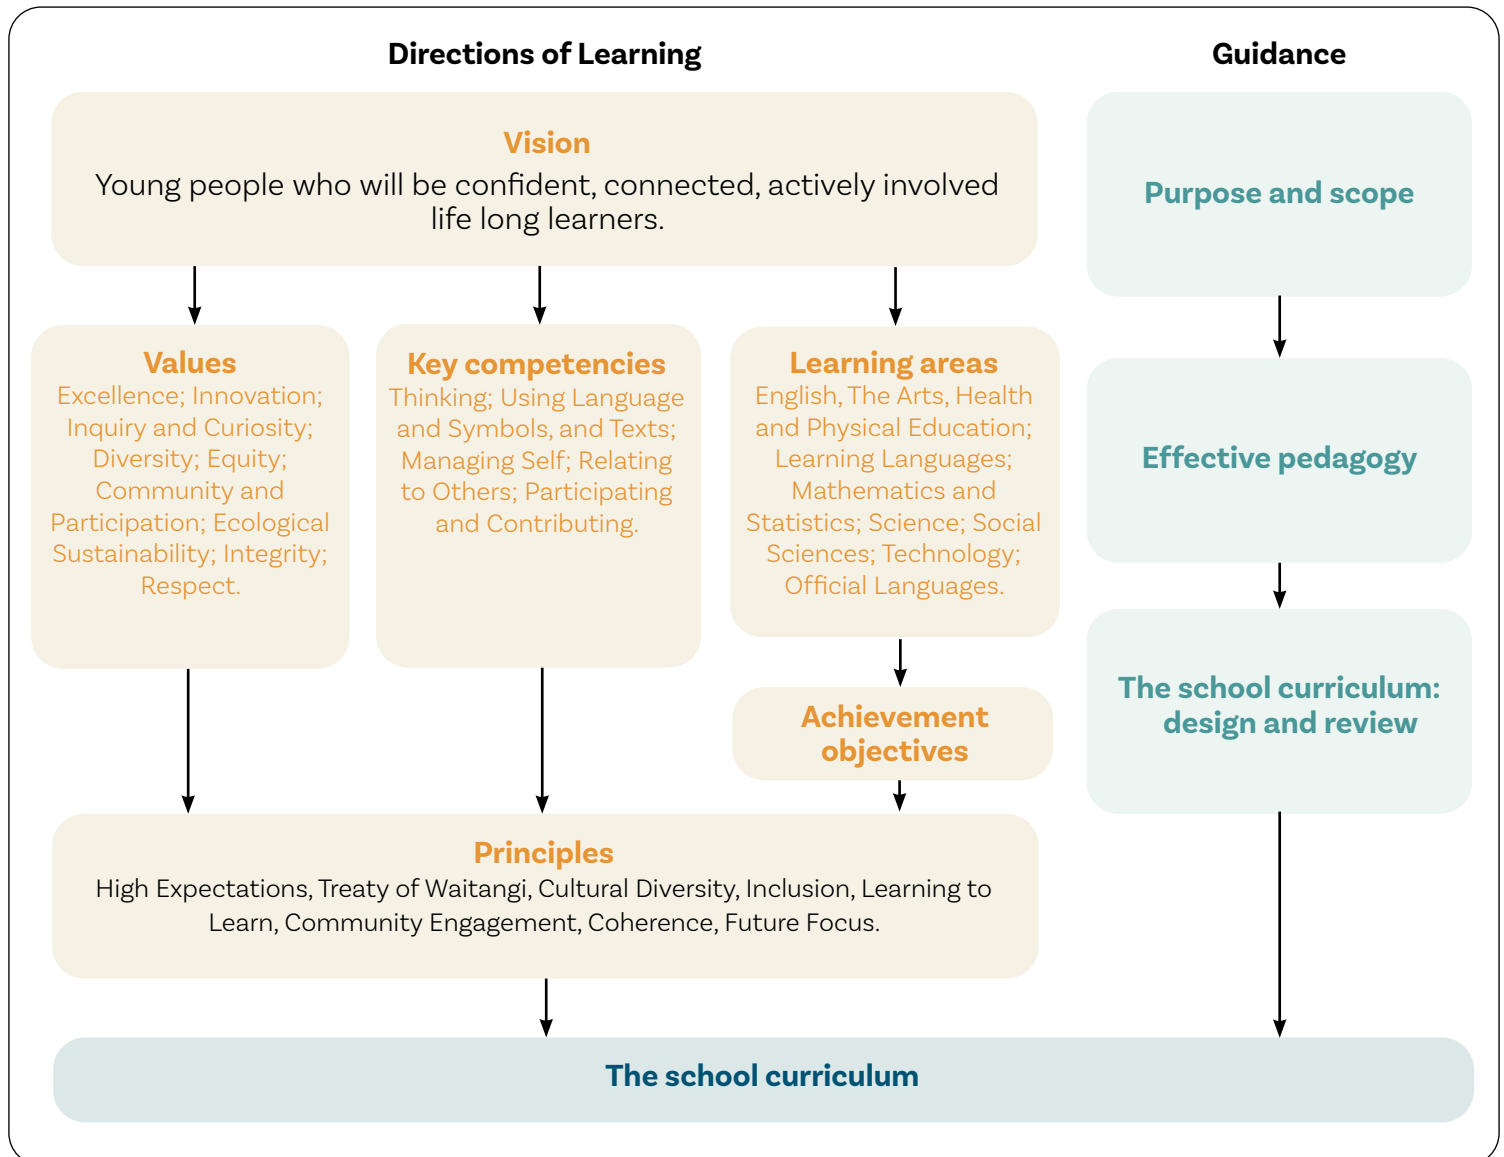 Directions of Learning
Guidance
Vision
Young people who will be confident, connected, actively involved
life long learners.
Purpose and scope
Values
Excellence; Innovation;
Inquiry and Curiosity;
Diversity; Equity;
Community and
Participation; Ecological
Sustainability; Integrity;
Respect.
Key competencies
Thinking; Using Language
and Symbols, and Texts;
Managing Self; Relating
to Others; Participating
and Contributing.
Learning areas
English, The Arts, Health
and Physical Education;
Learning Languages;
Mathematics and
Statistics; Science; Social
Sciences; Technology;
Official Languages.
Effective pedagogy
Achievement
objectives
The school curriculum:
design and review
Principles
High Expectations, Treaty of Waitangi, Cultural Diversity, Inclusion, Learning to
Learn, Community Engagement, Coherence, Future Focus.
The school curriculum